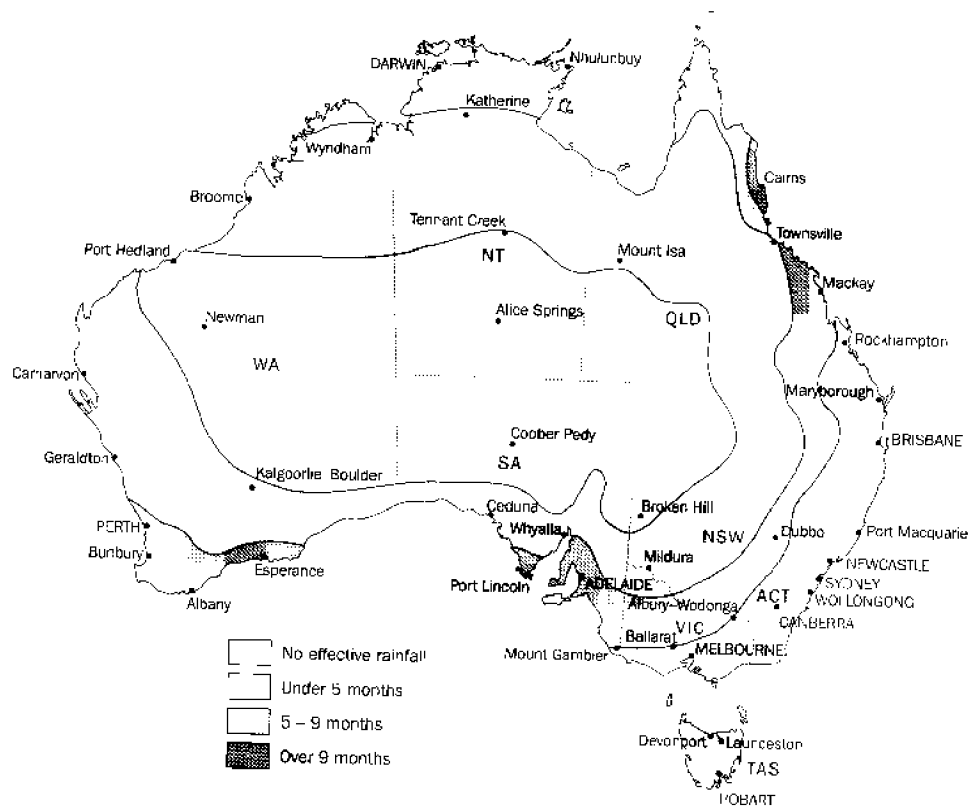 DARWIN
Nhulunbuy
Katherine
Wyndham
Cairns
Broome
Tennant Creek
Townsville
Port Hedland
NT
Mount Isa
Mackay
Newman
Alice Springs
QLD
Rockhampton
WA
Carnarvon
Maryborough
Coober Pedy
BRISBANE
Geraldton
SA
Kalgoorlie Boulder
Ceduna
Broken Hill
PERTH
Whyalla
NSW
Dubbo
Port Macquarie
Bunbury
Esperance
Mildura
NEWCASTLE
Port Lincoln
ADELAIDE
SYDNEY
Albany
Albury-Wodonga
ACT
WOLLONGONG
CANBERRA
Ballarat
VIC
Mount Gambier
MELBOURNE
No effective rainfall
Under 5 months
5 – 9 months
Over 9 months
Devonport
Launceston
TAS
HOBART